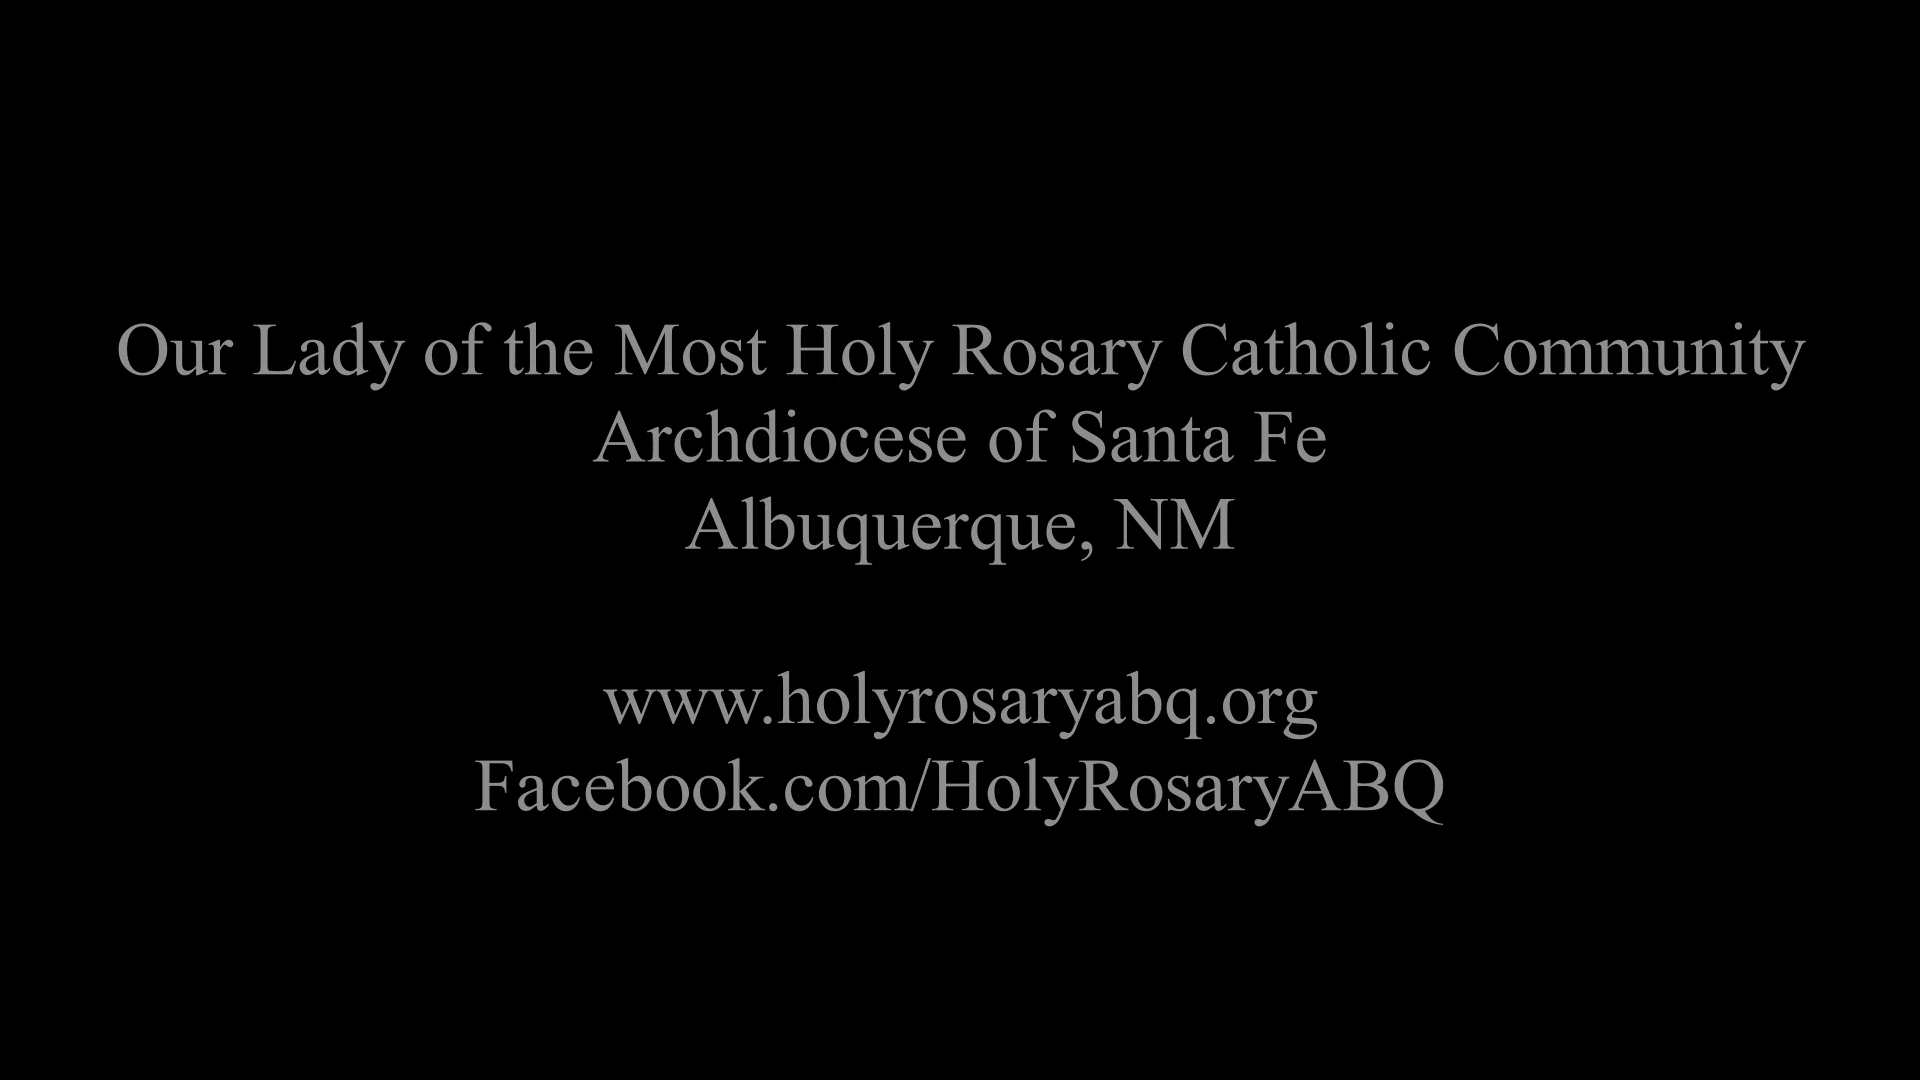 Our Lady of the Most Holy Rosary Catholic Community
Archdiocese of Santa Fe
Albuquerque, NM
www.holyrosaryabq.org
Facebook.com/HolyRosaryABQ